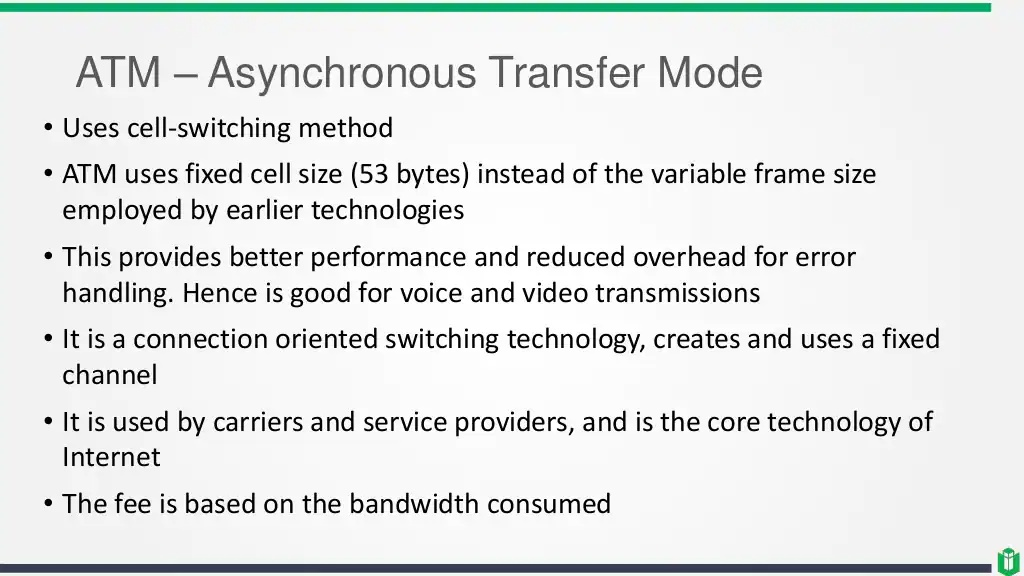 ATM – Asynchronous Transfer Mode
• Uses cell-switching method
• ATM uses fixed cell size (53 bytes) instead of the variable frame size
employed by earlier technologies
• This provides better performance and reduced overhead for error
handling. Hence is good for voice and video transmissions
• It is a connection oriented switching technology, creates and uses a fixed
channel
• It is used by carriers and service providers, and is the core technology of
Internet
• The fee is based on the bandwidth consumed